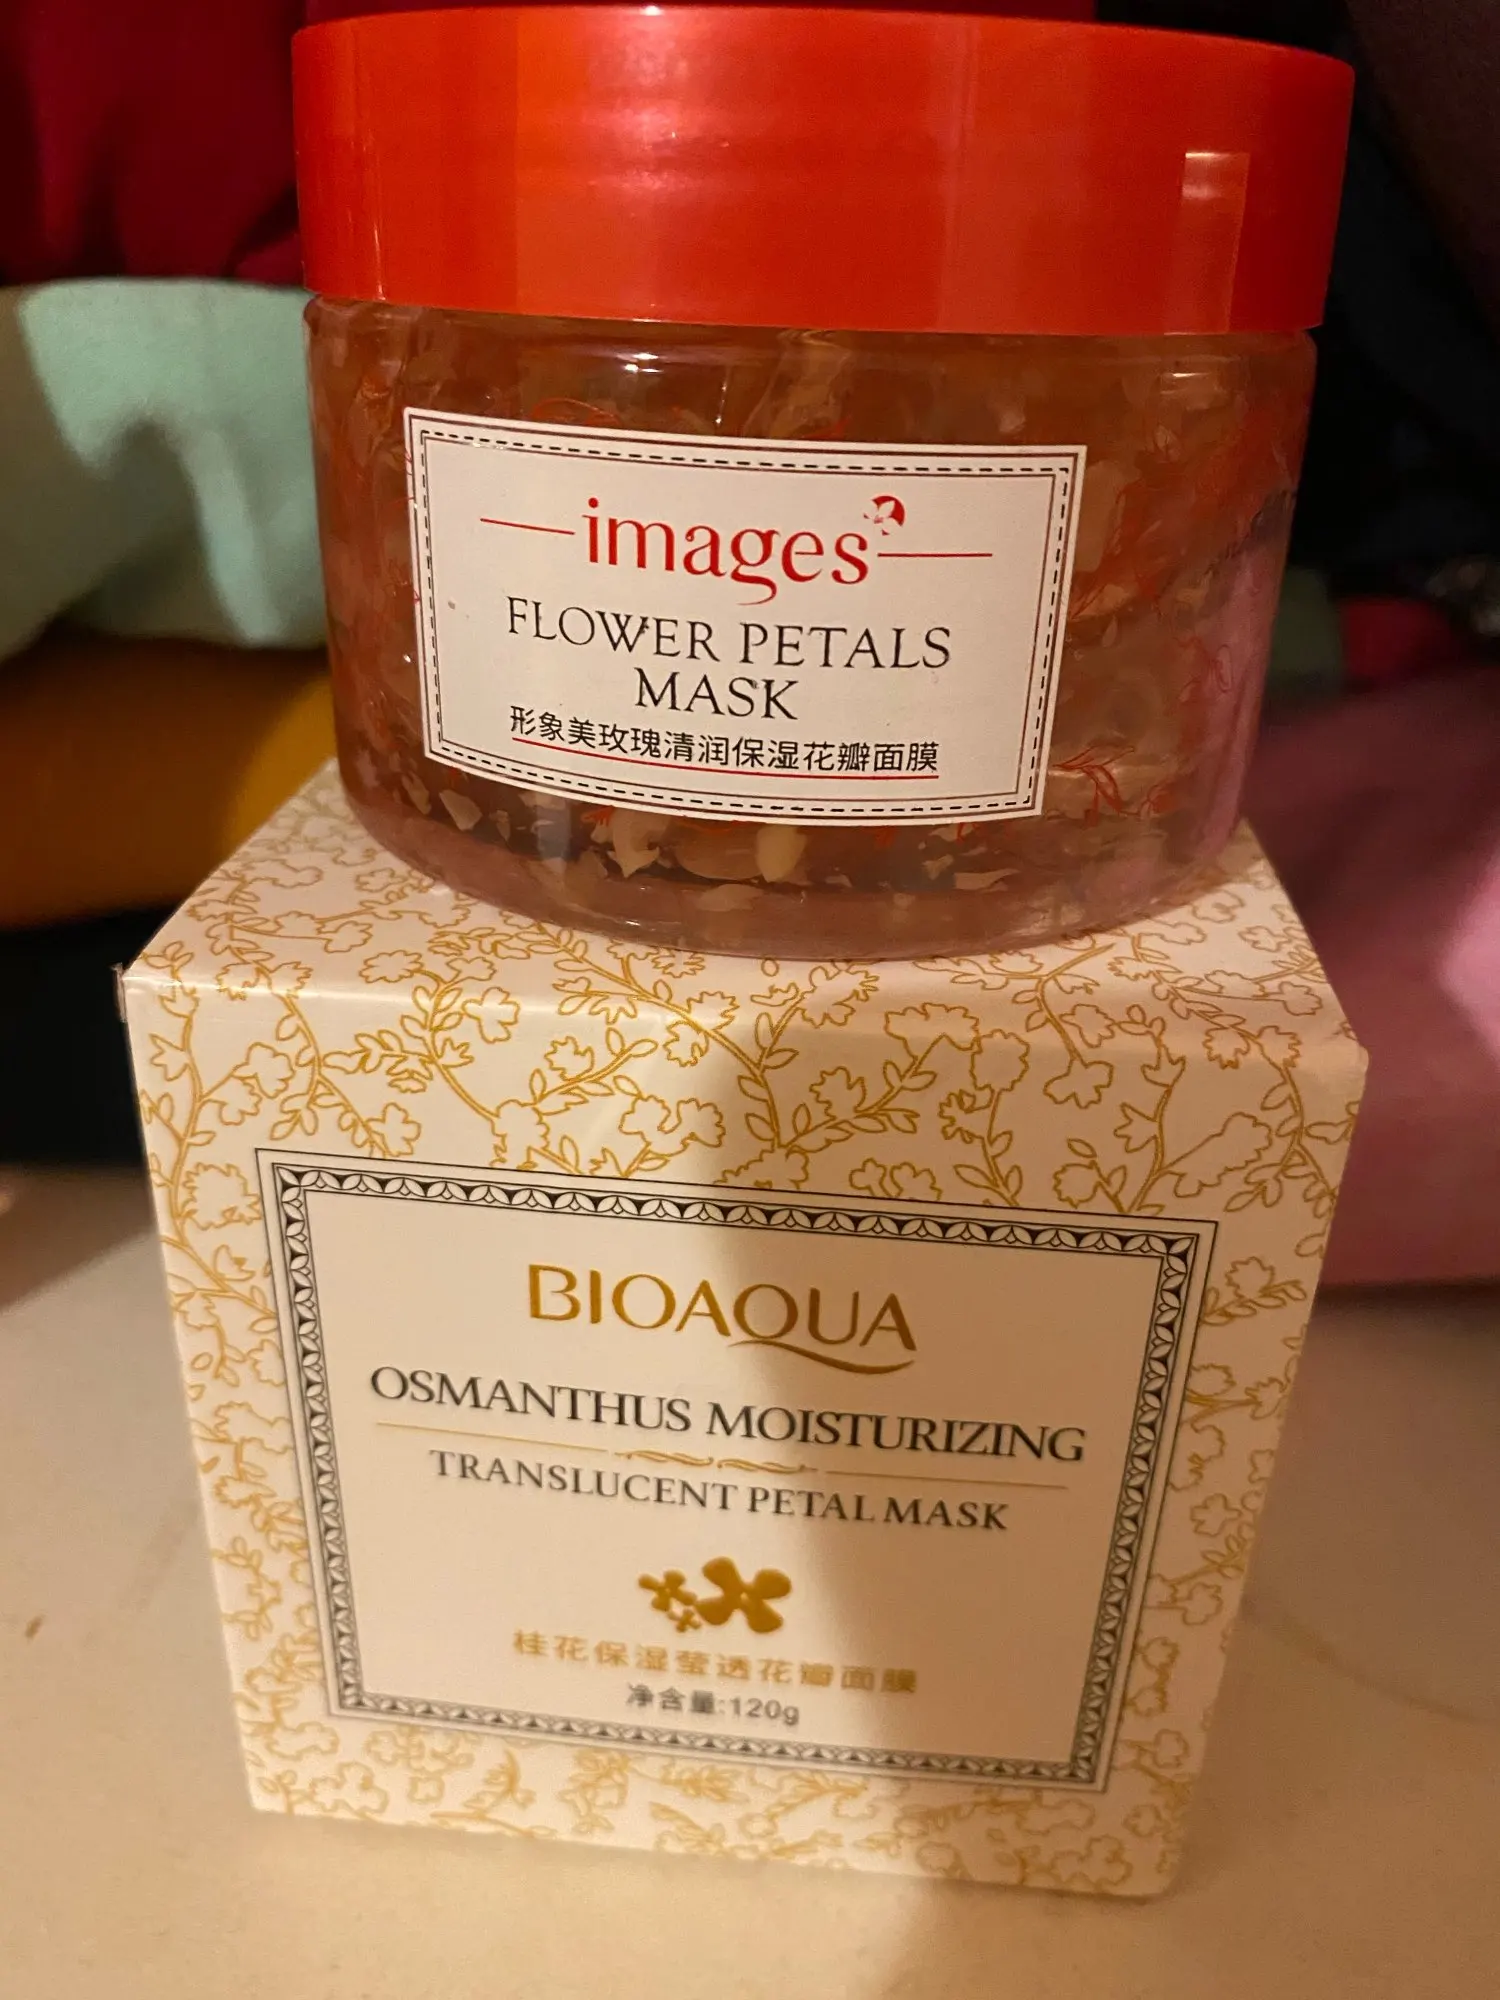 images
FLOWER PETALS
MASK
形象美玫瑰清润保湿花瓣面膜
BIOAQUA
OSMANTHUS MOISTURIZING
TRANSLUCENT PETAL MASK
桂花保湿莹透花瓣面膜
净含量:120g